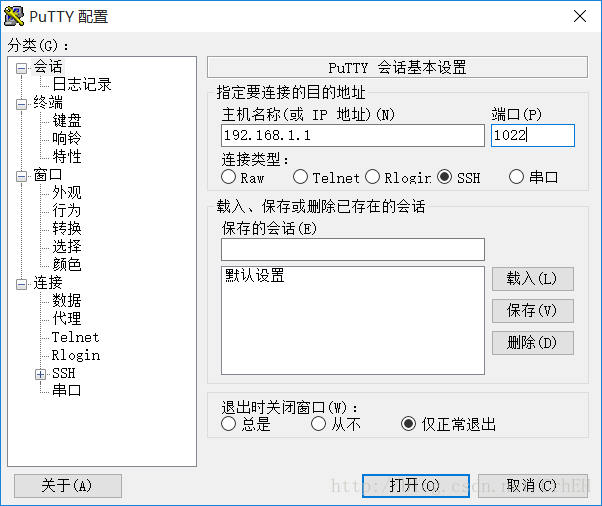 PuTTY 配置
分类(G)：
会话
日志记录
终端
键盘
响铃
特性
窗口
外观
行为
转换
选择
颜色
连接
数据
代理
Telnet
Rlogin
SSH
串口
PuTTY 会话基本设置
指定要连接的目的地址
主机名称(或 IP 地址)(N) 端口(P)
192.168.1.1 1022
连接类型：
Raw Telnet Rlogin SSH 串口
载入、保存或删除已存在的会话
保存的会话(E)
默认设置
载入(L)
保存(V)
删除(D)
退出时关闭窗口(W)：
总是 从不 仅正常退出
关于(A) 打开(O) 取消(C)